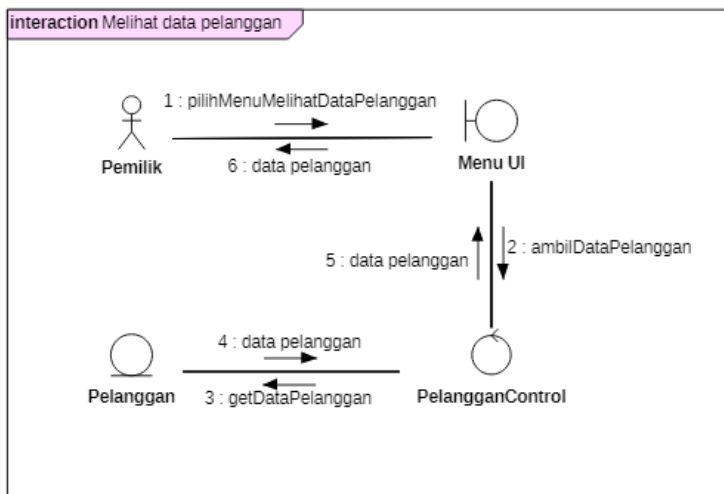 interaction Melihat data pelanggan
1 : pilihMenuMelihatDataPelanggan
Pemilik
6 : data pelanggan
Menu UI
2 : ambilDataPelanggan
5 : data pelanggan
4 : data pelanggan
Pelanggan
3 : getDataPelanggan
PelangganControl